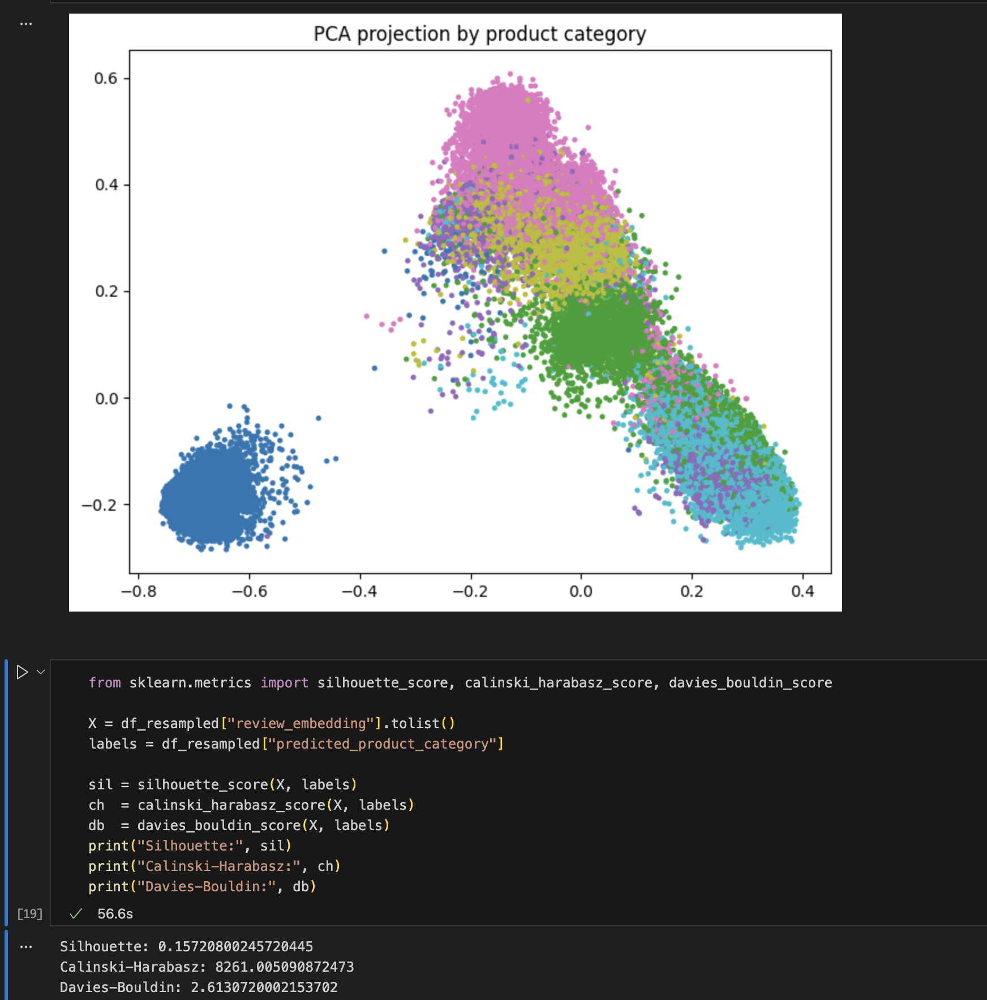 PCA projection by product category
0.6
0.4
0.2
0.0
−0.2
−0.8
−0.6
−0.4
−0.2
0.0
0.2
0.4
from sklearn.metrics import silhouette_score, calinski_harabasz_score, davies_bouldin_score
X = df_resampled["review_embedding"].tolist()
labels = df_resampled["predicted_product_category"]
sil = silhouette_score(X, labels)
ch  = calinski_harabasz_score(X, labels)
db  = davies_bouldin_score(X, labels)
print("Silhouette:", sil)
print("Calinski-Harabasz:", ch)
print("Davies-Bouldin:", db)
[19]
56.6s
Silhouette: 0.15720800245720445
Calinski-Harabasz: 8261.005090872473
Davies-Bouldin: 2.6130720002153702